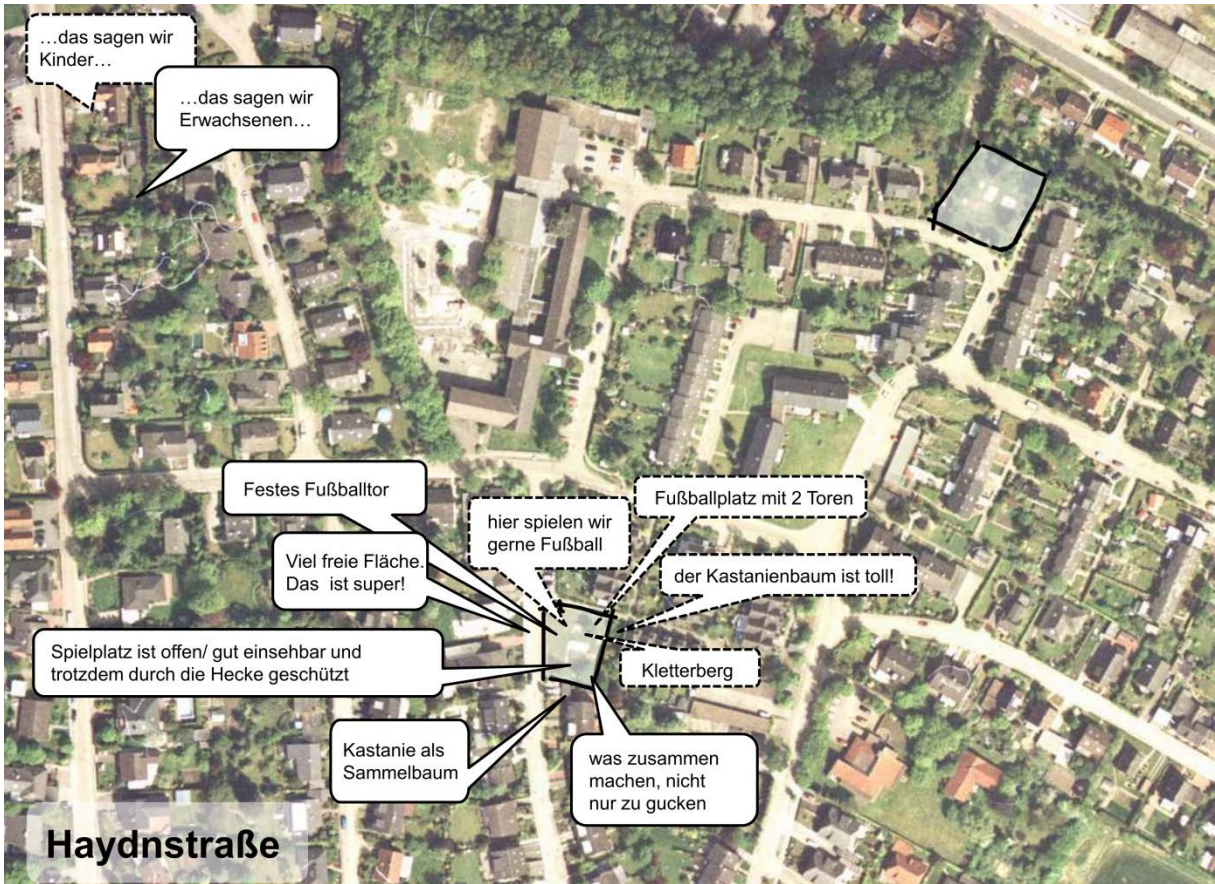 …das sagen wir
Kinder…
…das sagen wir
Erwachsenen…
Festes Fußballtor
hier spielen wir
gerne Fußball
Fußballplatz mit 2 Toren
Viel freie Fläche.
Das ist super!
der Kastanienbaum ist toll!
Spielplatz ist offen/ gut einsehbar und
trotzdem durch die Hecke geschützt
Kletterberg
Kastanie als
Sammelbaum
was zusammen
machen, nicht
nur zu gucken
Haydnstraße